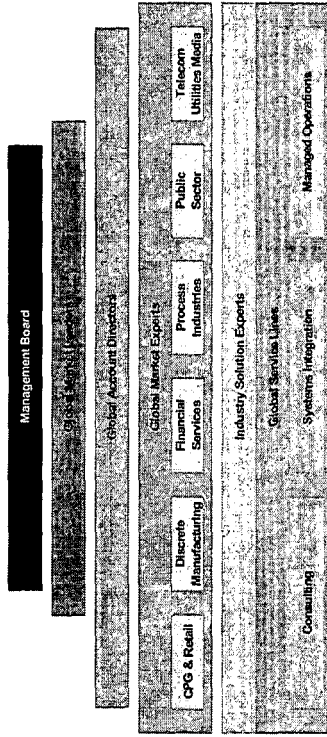 Management Board
Global
Global Account Directors
Global Market Experts
CPG & Retail
Discrete
Manufacturing
Financial
Services
Process
Industries
Public
Sector
Telecom
Utilities Media
Industry Solution Experts
Global Service Lines
Consulting
Systems Integration
Managed Operations